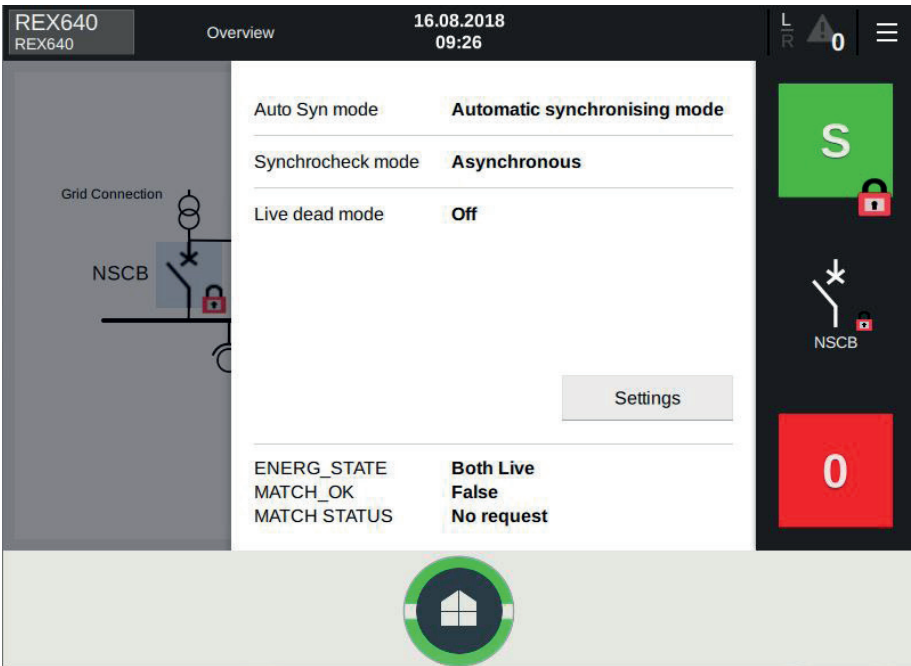 REX640
REX640
Overview
16.08.2018
09:26
L
R
0
Auto Syn mode Automatic synchronising mode
Synchrocheck mode Asynchronous
Live dead mode Off
Grid Connection
NSCB
S
NSCB
Settings
0
ENERG_STATE Both Live
MATCH_OK False
MATCH STATUS No request